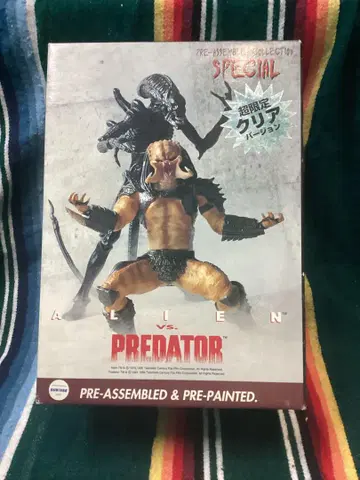 PRE-ASSEMBLED COLLECTION
SPECIAL
超限定
クリア
バージョン
ALIEN
vs.
PREDATOR™
PRE-ASSEMBLED & PRE-PAINTED.